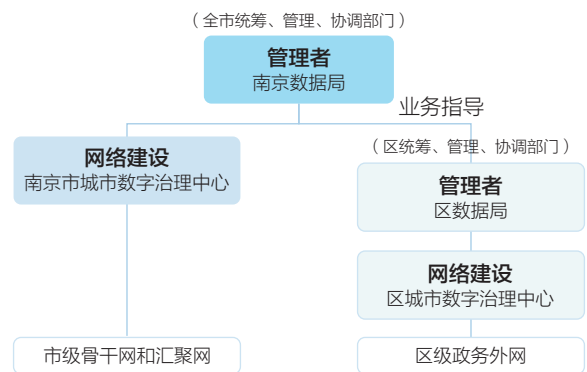 （全市统筹、管理、协调部门）
管理者
南京数据局
业务指导
网络建设
南京市城市数字治理中心
（区统筹、管理、协调部门）
管理者
区数据局
网络建设
区城市数字治理中心
市级骨干网和汇聚网
区级政务外网